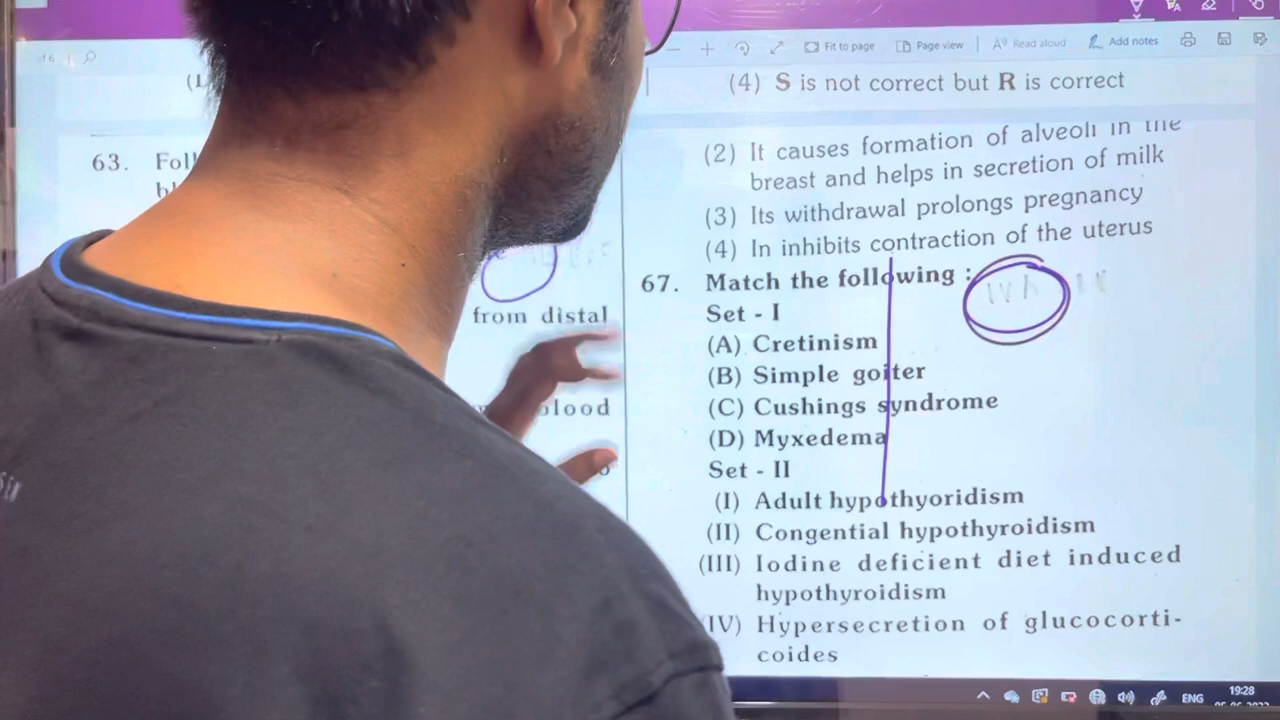 Fit to page
Page view
Read aloud
Add notes
(4) S is not correct but R is correct
63.
from distal
(2) It causes formation of alveoli in the
breast and helps in secretion of milk
(3) Its withdrawal prolongs pregnancy
(4) In inhibits contraction of the uterus
67. Match the following :
Set - I
(A) Cretinism
(B) Simple goiter
(C) Cushings syndrome
(D) Myxedema
Set - II
(I) Adult hypothyoridism
(II) Congential hypothyroidism
(III) Iodine deficient diet induced
hypothyroidism
IV) Hypersecretion of glucocorti-
coides
ENG
19:28